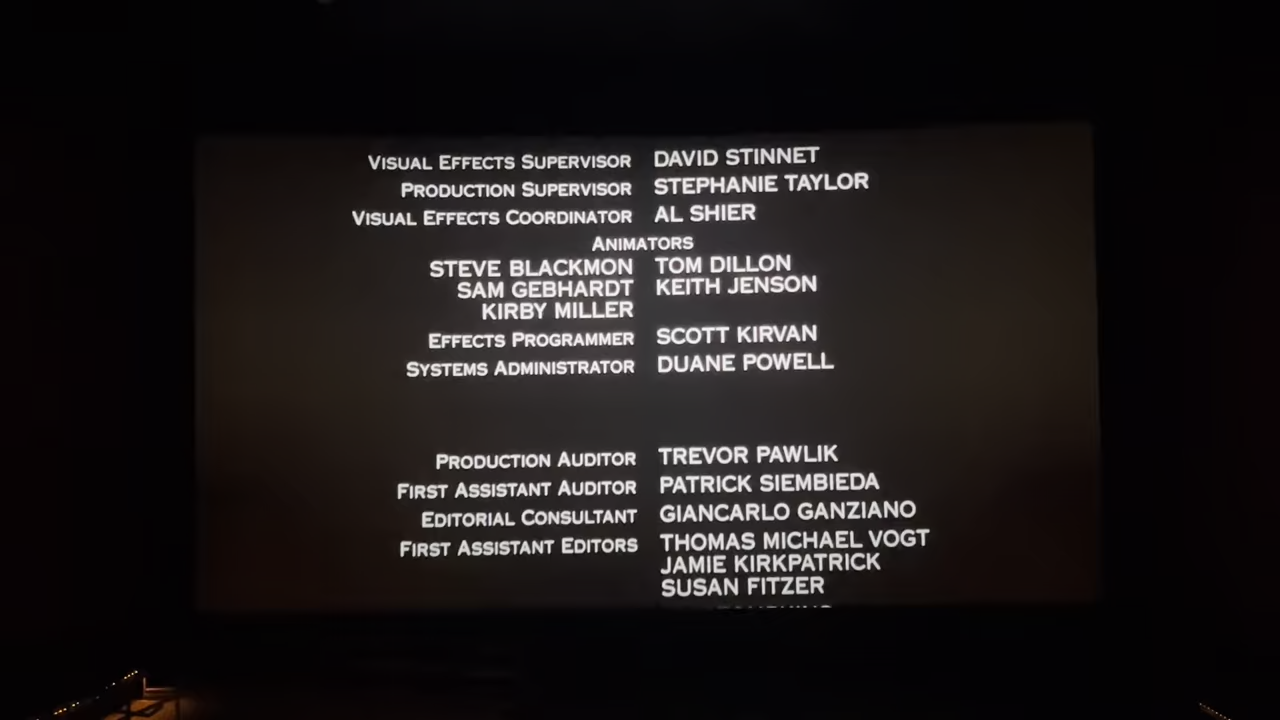 VISUAL EFFECTS SUPERVISOR DAVID STINNET
PRODUCTION SUPERVISOR STEPHANIE TAYLOR
VISUAL EFFECTS COORDINATOR AL SHIER
ANIMATORS
STEVE BLACKMON TOM DILLON
SAM GEBHARDT KEITH JENSON
KIRBY MILLER
EFFECTS PROGRAMMER SCOTT KIRVAN
SYSTEMS ADMINISTRATOR DUANE POWELL
PRODUCTION AUDITOR TREVOR PAWLIK
FIRST ASSISTANT AUDITOR PATRICK SIEMBIEDA
EDITORIAL CONSULTANT GIANCARLO GANZIANO
FIRST ASSISTANT EDITORS THOMAS MICHAEL VOGT
JAMIE KIRKPATRICK
SUSAN FITZER